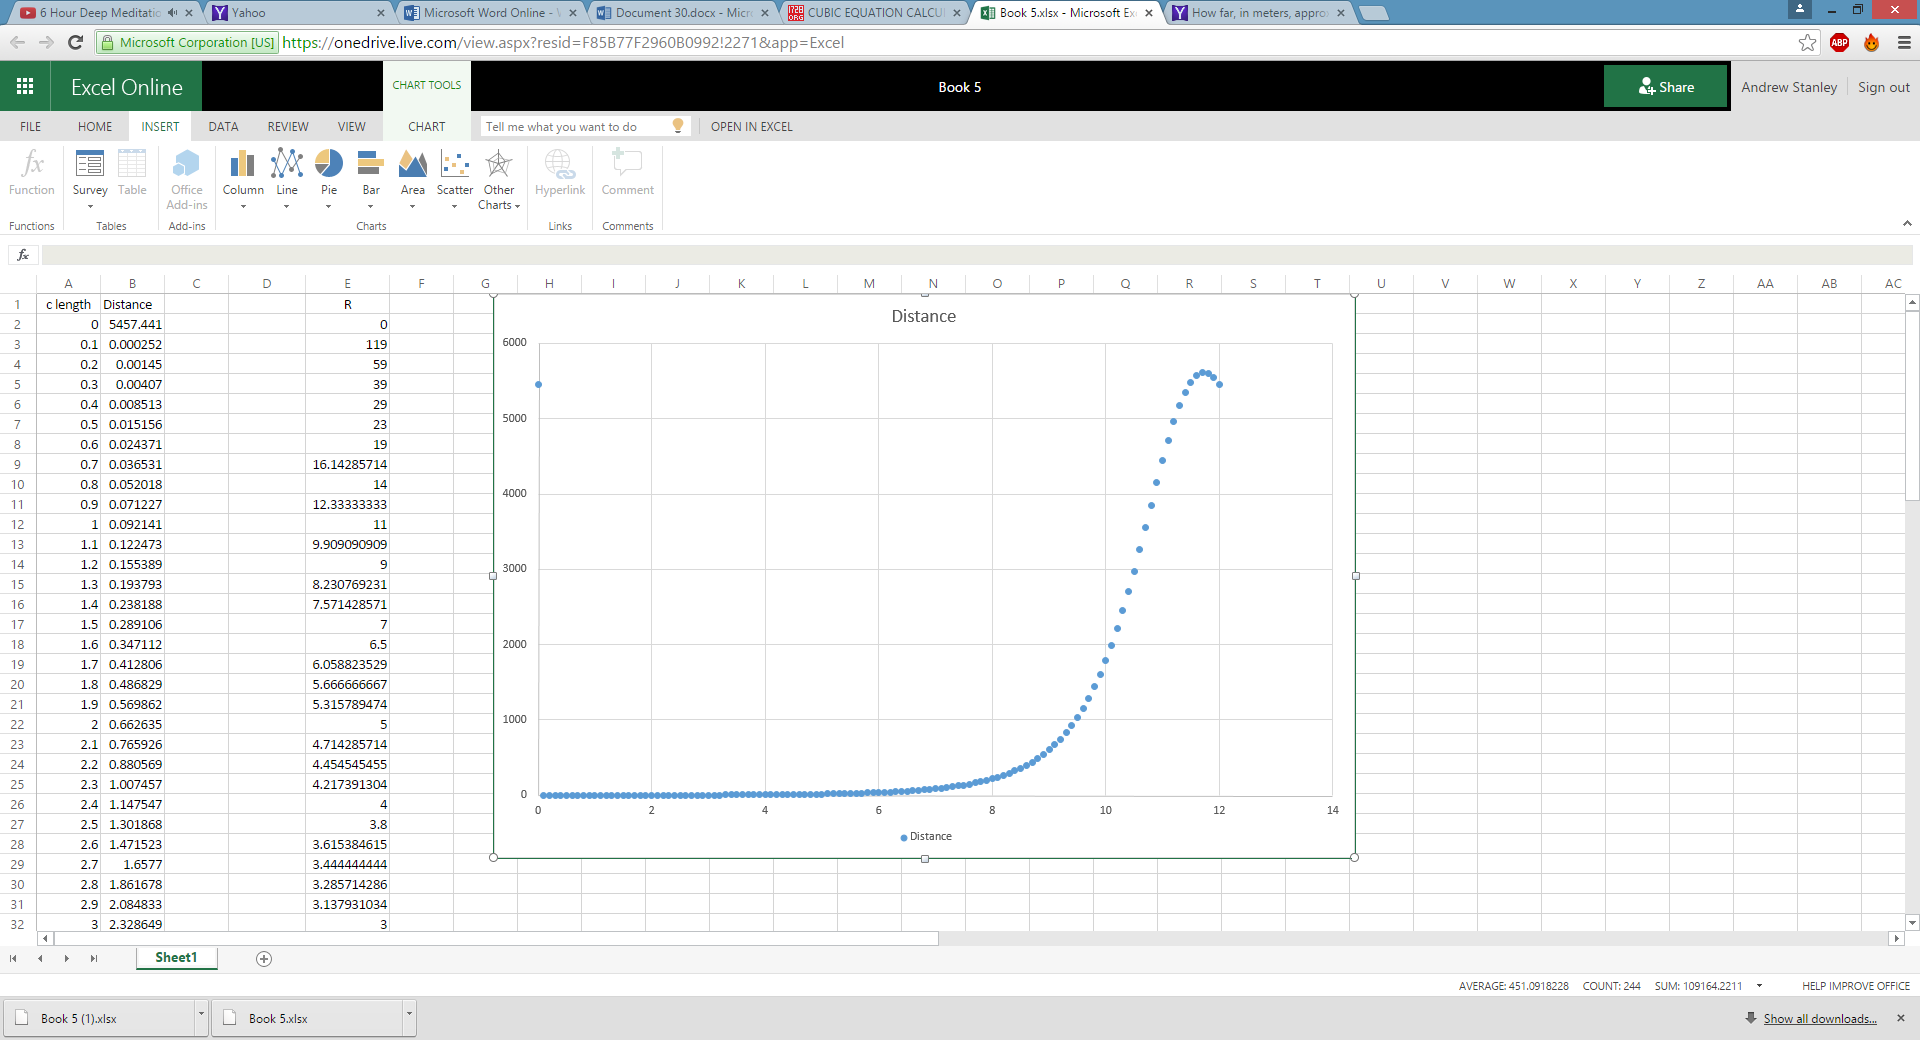 6 Hour Deep Meditatio
Yahoo
Microsoft Word Online -
Document 30.docx - Micr
CUBIC EQUATION CALCU
Book 5.xlsx - Microsoft Ex
How far, in meters, appro
Microsoft Corporation [US] https://onedrive.live.com/view.aspx?resid=F85B77F2960B0992!2271&app=Excel
ABP
Excel Online
CHART TOOLS
Book 5
Share
Andrew Stanley
Sign out
FILE HOME INSERT DATA REVIEW VIEW CHART Tell me what you want to do OPEN IN EXCEL
Function Survey Table Office Add-ins Column Line Pie Bar Area Scatter Other Charts Hyperlink Comment
Functions Tables Add-ins Charts Links Comments
fx
A B C D E F G H I J K L M N O P Q R S T U V W X Y Z AA AB AC
1 c length Distance R
2 0 5457.441 0
3 0.1 0.000252 119
4 0.2 0.00145 59
5 0.3 0.00407 39
6 0.4 0.008513 29
7 0.5 0.015156 23
8 0.6 0.024371 19
9 0.7 0.036531 16.14285714
10 0.8 0.052018 14
11 0.9 0.071227 12.33333333
12 1 0.092141 11
13 1.1 0.122473 9.909090909
14 1.2 0.155389 9
15 1.3 0.193793 8.230769231
16 1.4 0.238188 7.571428571
17 1.5 0.289106 7
18 1.6 0.347112 6.5
19 1.7 0.412806 6.058823529
20 1.8 0.486829 5.666666667
21 1.9 0.569862 5.315789474
22 2 0.662635 5
23 2.1 0.765926 4.714285714
24 2.2 0.880569 4.454545455
25 2.3 1.007457 4.217391304
26 2.4 1.147547 4
27 2.5 1.301868 3.8
28 2.6 1.471523 3.615384615
29 2.7 1.6577 3.444444444
30 2.8 1.861678 3.285714286
31 2.9 2.084833 3.137931034
32 3 2.328649 3
Distance
6000
5000
4000
3000
2000
1000
0
0 2 4 6 8 10 12 14
Distance
Sheet1
AVERAGE: 451.0918228 COUNT: 244 SUM: 109164.2211 HELP IMPROVE OFFICE
Book 5 (1).xlsx
Book 5.xlsx
Show all downloads...